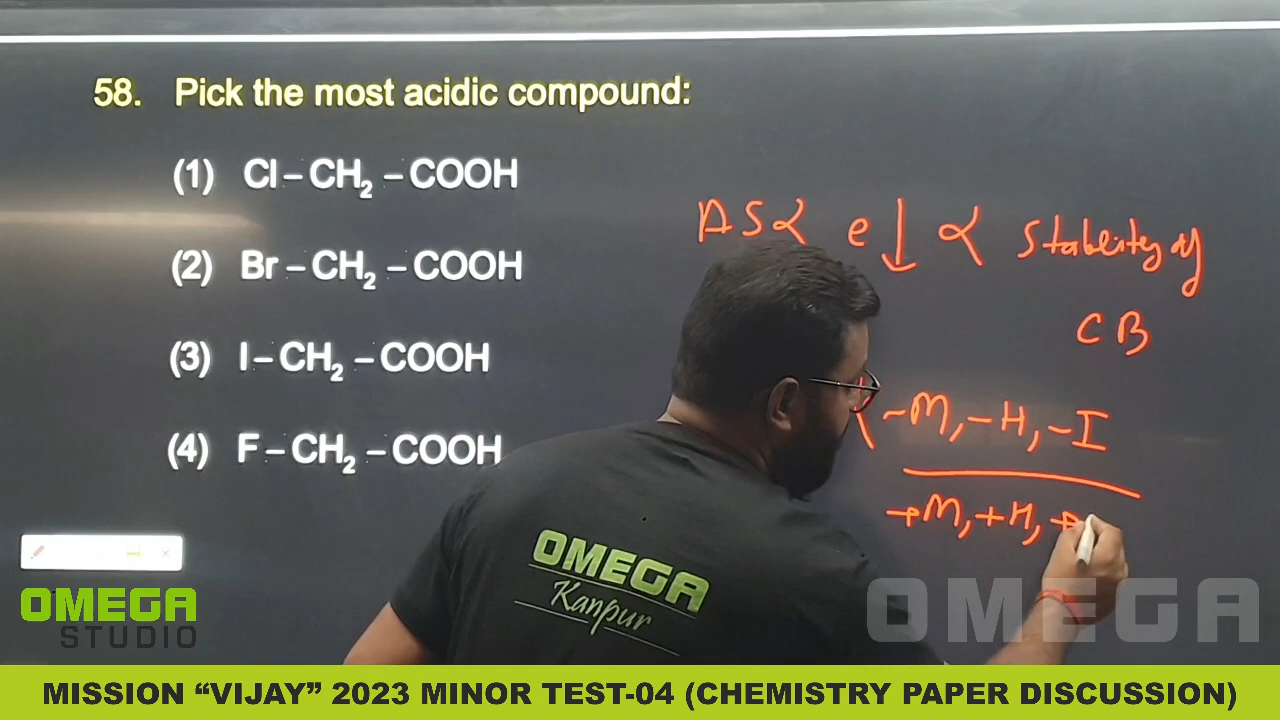 58. Pick the most acidic compound:
(1) Cl – CH₂ – COOH
(2) Br – CH₂ – COOH
(3) I – CH₂ – COOH
(4) F – CH₂ – COOH
AS ∝ e ↓ ∝ Stability of
CB
-M, -H, -I
+M, +H, +
OMEGA
Kanpur
OMEGA
STUDIO
OMEGA
MISSION “VIJAY” 2023 MINOR TEST-04 (CHEMISTRY PAPER DISCUSSION)